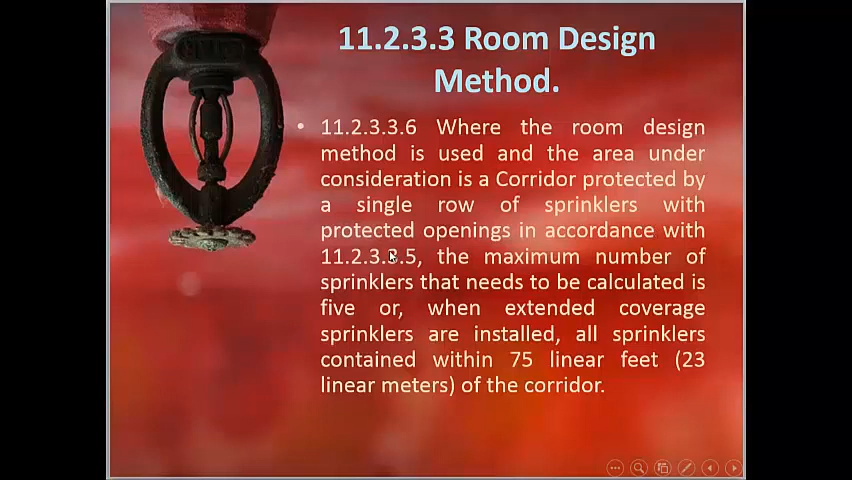 11.2.3.3 Room Design
Method.
• 11.2.3.3.6 Where the room design
method is used and the area under
consideration is a Corridor protected by
a single row of sprinklers with
protected openings in accordance with
11.2.3.3.5, the maximum number of
sprinklers that needs to be calculated is
five or, when extended coverage
sprinklers are installed, all sprinklers
contained within 75 linear feet (23
linear meters) of the corridor.